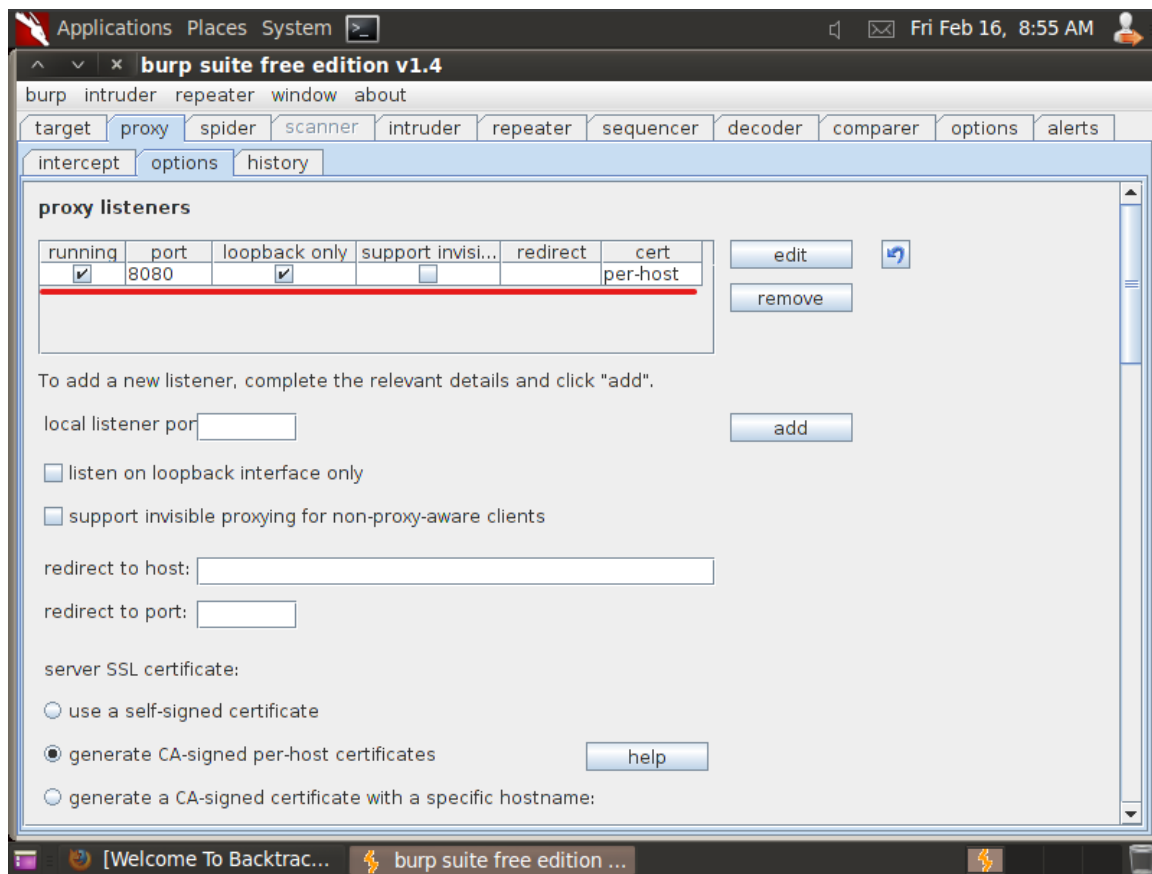 Applications Places System Fri Feb 16, 8:55 AM
burp suite free edition v1.4
burp intruder repeater window about
target proxy spider scanner intruder repeater sequencer decoder comparer options alerts
intercept options history
proxy listeners
running port loopback only support invisi... redirect cert
8080 per-host
edit
remove
To add a new listener, complete the relevant details and click "add".
local listener por
add
listen on loopback interface only
support invisible proxying for non-proxy-aware clients
redirect to host:
redirect to port:
server SSL certificate:
use a self-signed certificate
generate CA-signed per-host certificates
help
generate a CA-signed certificate with a specific hostname:
[Welcome To Backtrac... burp suite free edition ...